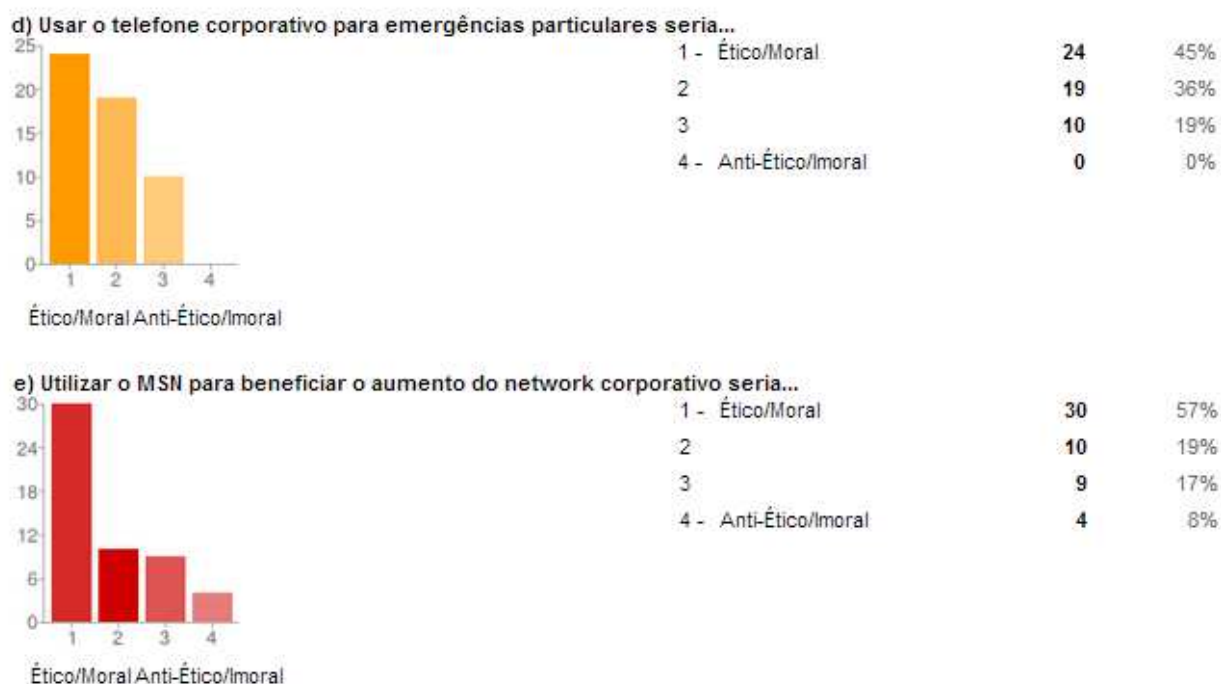 d) Usar o telefone corporativo para emergências particulares seria...
25
20
15
10
5
0
1 2 3 4
Ético/Moral Anti-Ético/Imoral
1 - Ético/Moral 24 45%
2 19 36%
3 10 19%
4 - Anti-Ético/Imoral 0 0%
e) Utilizar o MSN para beneficiar o aumento do network corporativo seria...
30
24
18
12
6
0
1 2 3 4
Ético/Moral Anti-Ético/Imoral
1 - Ético/Moral 30 57%
2 10 19%
3 9 17%
4 - Anti-Ético/Imoral 4 8%